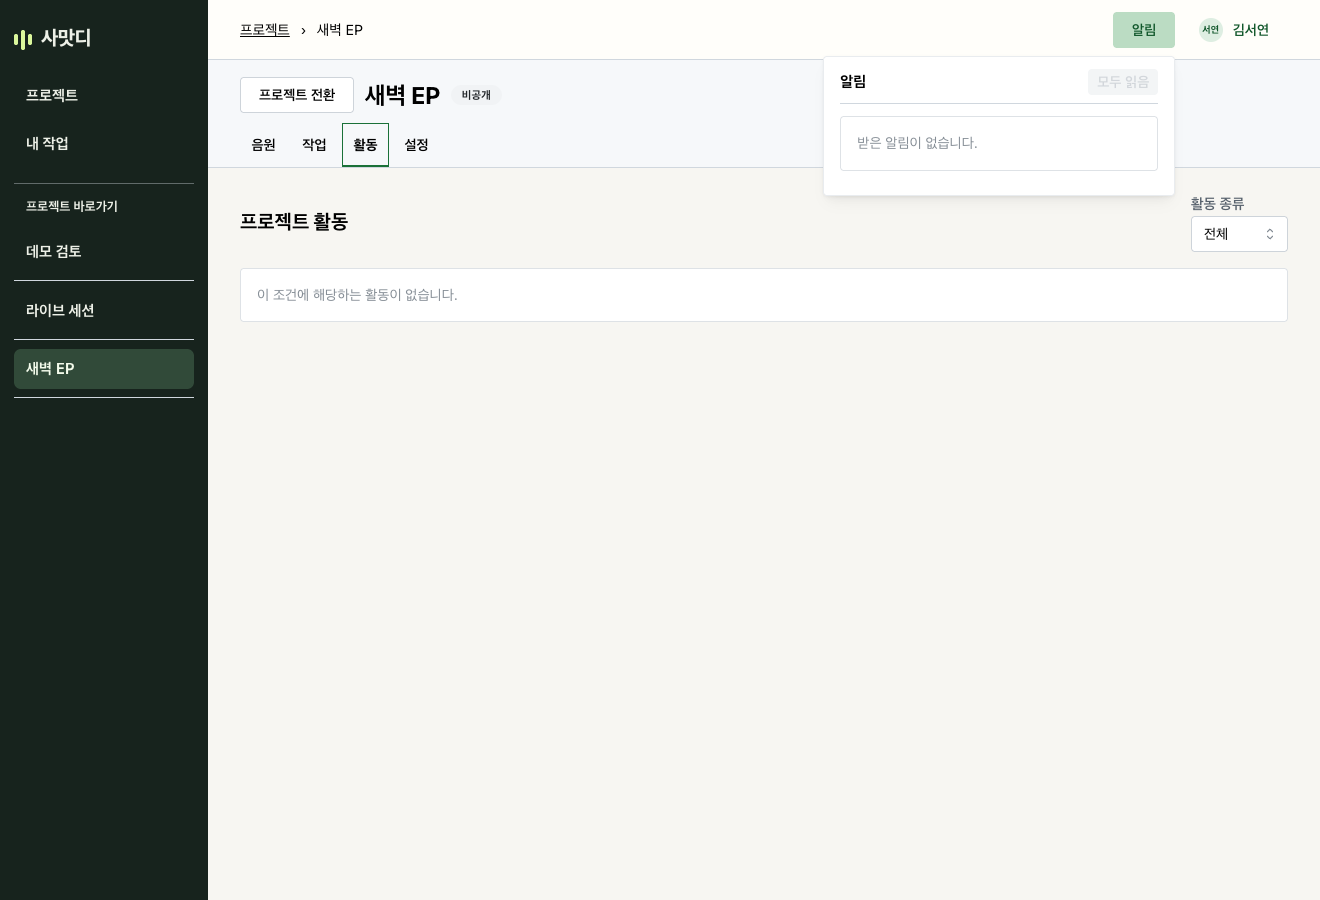 사맛디
프로젝트
내 작업
프로젝트 바로가기
데모 검토
라이브 세션
새벽 EP
프로젝트 › 새벽 EP
알림
서연 김서연
프로젝트 전환 새벽 EP 비공개
음원 작업 활동 설정
알림 모두 읽음
받은 알림이 없습니다.
프로젝트 활동
활동 종류
전체
이 조건에 해당하는 활동이 없습니다.